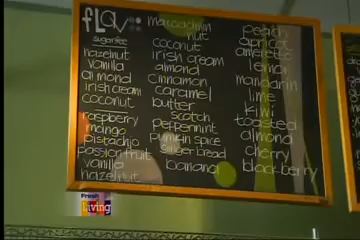 flav
sugarfree
hazelnut
vanilla
almond
irish cream
coconut
raspberry
mango
pistachio
passionfruit
vanilla
hazelnut
nut
coconut
irish cream
almond
cinnamon
caramel
butter
scotch
peppermint
pumpkin spice
gingerbread
banana
peach
apricot
amaretto
mandarin
lime
kiwi
toasted
almond
cherry
blackberry
Fresh
Living